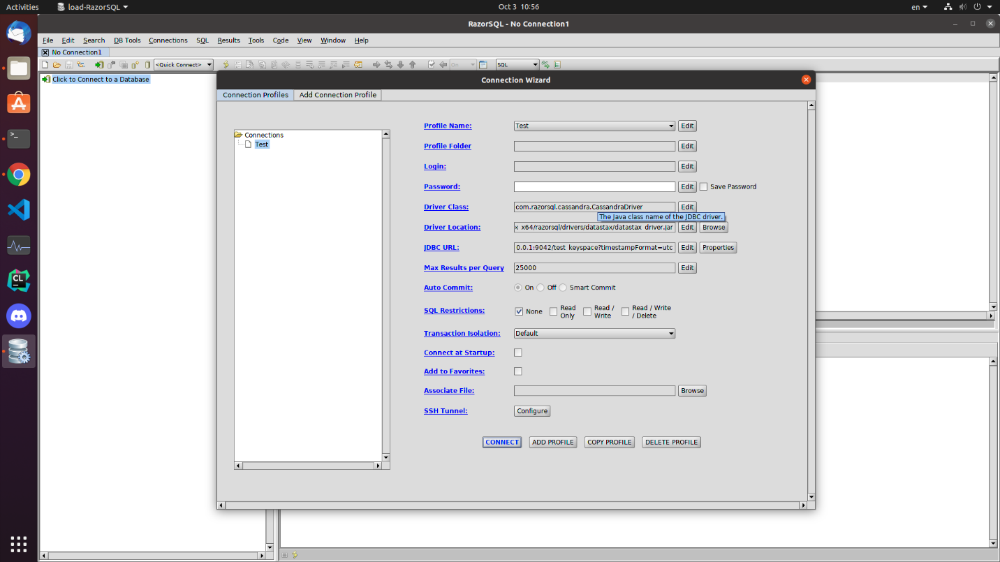 Activities
load-RazorSQL
Oct 3 10:56
en
RazorSQL - No Connection1
File Edit Search DB Tools Connections SQL Results Tools Code View Window Help
No Connection1
<Quick Connect>
On
SQL
Click to Connect to a Database
Connection Wizard
Connection Profiles
Add Connection Profile
Connections
Test
Profile Name: Test Edit
Profile Folder Edit
Login: Edit
Password: Edit Save Password
Driver Class: com.razorsql.cassandra.CassandraDriver Edit
The Java class name of the JDBC driver.
Driver Location: x_x64/razorsql/drivers/datastax/datastax_driver.jar Edit Browse
JDBC URL: 0.0.1:9042/test_keyspace?timestampFormat=utc Edit Properties
Max Results per Query 25000 Edit
Auto Commit: On Off Smart Commit
SQL Restrictions: None Read Only Read / Write Read / Write / Delete
Transaction Isolation: Default
Connect at Startup:
Add to Favorites:
Associate File: Browse
SSH Tunnel: Configure
CONNECT ADD PROFILE COPY PROFILE DELETE PROFILE